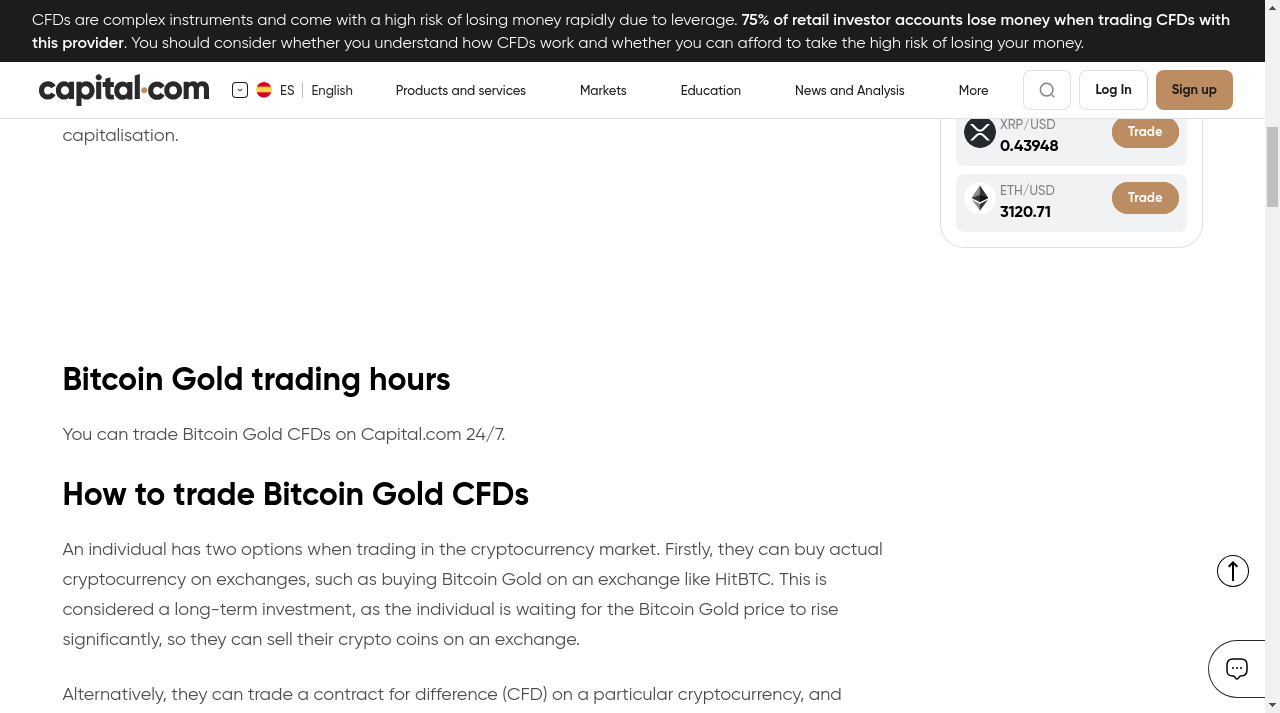 CFDs are complex instruments and come with a high risk of losing money rapidly due to leverage. 75% of retail investor accounts lose money when trading CFDs with
this provider. You should consider whether you understand how CFDs work and whether you can afford to take the high risk of losing your money.
capital.com
ES | English
Products and services
Markets
Education
News and Analysis
More
Log In
Sign up
capitalisation.
XRP/USD
0.43948
Trade
ETH/USD
3120.71
Trade
Bitcoin Gold trading hours
You can trade Bitcoin Gold CFDs on Capital.com 24/7.
How to trade Bitcoin Gold CFDs
An individual has two options when trading in the cryptocurrency market. Firstly, they can buy actual
cryptocurrency on exchanges, such as buying Bitcoin Gold on an exchange like HitBTC. This is
considered a long-term investment, as the individual is waiting for the Bitcoin Gold price to rise
significantly, so they can sell their crypto coins on an exchange.
Alternatively, they can trade a contract for difference (CFD) on a particular cryptocurrency, and